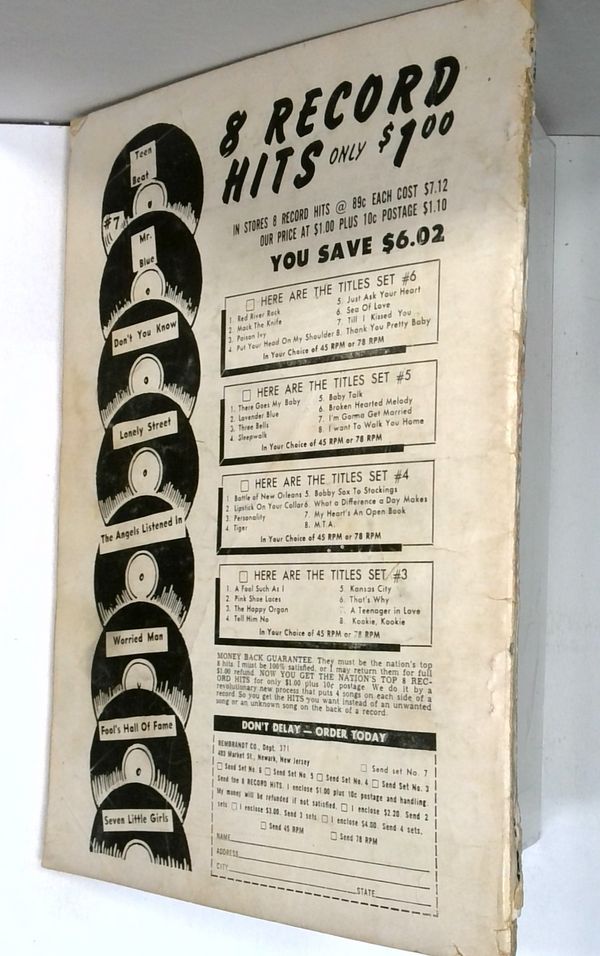 8 RECORD
HITS ONLY $1.00
IN STORES 8 RECORD HITS @ 89c EACH COST $7.12
OUR PRICE AT $1.00 PLUS 10c POSTAGE $1.10
YOU SAVE $6.02
Teen
Beat
#7
Mr.
Blue
Don't You Know
Lonely Street
The Angels Listened In
Worried Man
Fool's Hall Of Fame
Seven Little Girls
HERE ARE THE TITLES SET #6
1. Red River Rock
2. Mack The Knife
3. Poison Ivy
4. Put Your Head On My Shoulder
5. Just Ask Your Heart
6. Sea Of Love
7. Till I Kissed You
8. Thank You Pretty Baby
In Your Choice of 45 RPM or 78 RPM
HERE ARE THE TITLES SET #5
1. There Goes My Baby
2. Lavender Blue
3. Three Bells
4. Sleepwalk
5. Baby Talk
6. Broken Hearted Melody
7. I'm Gonna Get Married
8. I want To Walk You Home
In Your Choice of 45 RPM or 78 RPM
HERE ARE THE TITLES SET #4
1. Battle of New Orleans
2. Lipstick On Your Collar
3. Personality
4. Tiger
5. Bobby Sox To Stockings
6. What a Difference a Day Makes
7. My Heart's An Open Book
8. M.T.A.
In Your Choice of 45 RPM or 78 RPM
HERE ARE THE TITLES SET #3
1. A Fool Such As I
2. Pink Shoe Laces
3. The Happy Organ
4. Tell Him No
5. Kansas City
6. That's Why
7. A Teenager in Love
8. Kookie, Kookie
In Your Choice of 45 RPM or 78 RPM
MONEY BACK GUARANTEE. They must be the nation's top
8 hits. I must be 100% satisfied, or I may return them for full
$1.00 refund. NOW YOU GET THE NATION'S TOP 8 REC-
ORD HITS for only $1.00 plus 10c postage. We do it by a
revolutionary new process that puts 4 songs on each side of a
record. So you get the HITS you want instead of an unwanted
song or an unknown song on the back of a record.
DON'T DELAY — ORDER TODAY
REMBRANDT CO., Dept. 371
493 Market St., Newark, New Jersey
Send set No. 7
Send Set No. 6 Send Set No. 5 Send Set No. 4 Send Set No. 3
Send the 8 RECORD HITS. I enclose $1.00 plus 10c postage and handling.
My money will be refunded if not satisfied. I enclose $2.20. Send 2
sets. I enclose $3.00. Send 3 sets. I enclose $4.00. Send 4 sets.
Send 45 RPM Send 78 RPM
NAME
ADDRESS
CITY STATE